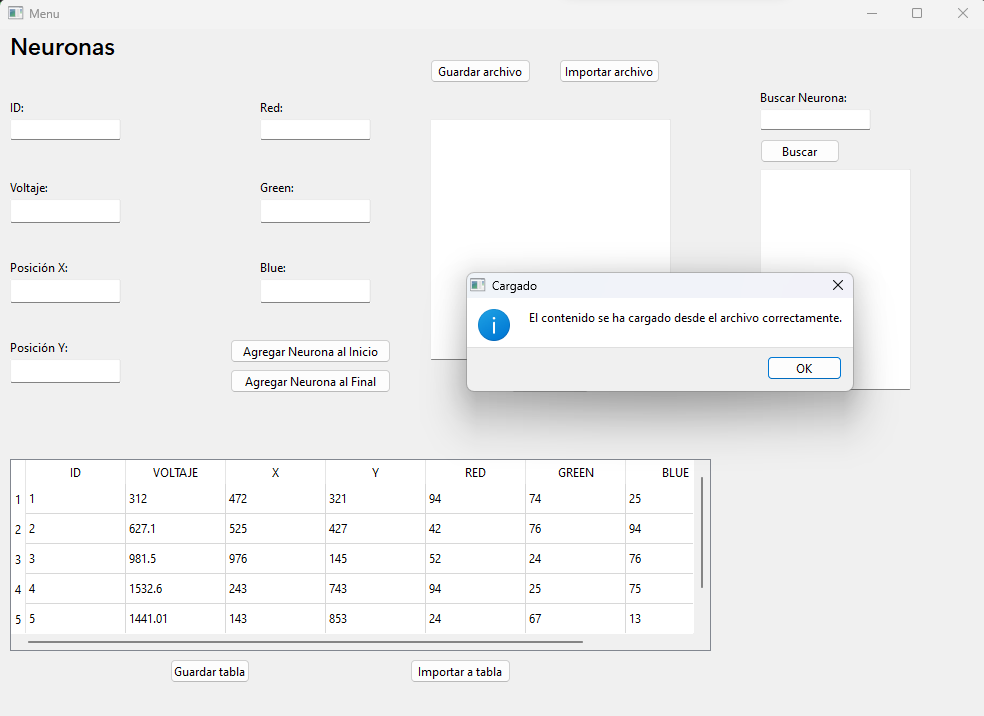 Menu
Neuronas
Guardar archivo
Importar archivo
ID:
Red:
Buscar Neurona:
Buscar
Voltaje:
Green:
Posición X:
Blue:
Cargado
El contenido se ha cargado desde el archivo correctamente.
OK
Posición Y:
Agregar Neurona al Inicio
Agregar Neurona al Final
ID VOLTAJE X Y RED GREEN BLUE
1 1 312 472 321 94 74 25
2 2 627.1 525 427 42 76 94
3 3 981.5 976 145 52 24 76
4 4 1532.6 243 743 94 25 75
5 5 1441.01 143 853 24 67 13
Guardar tabla
Importar a tabla